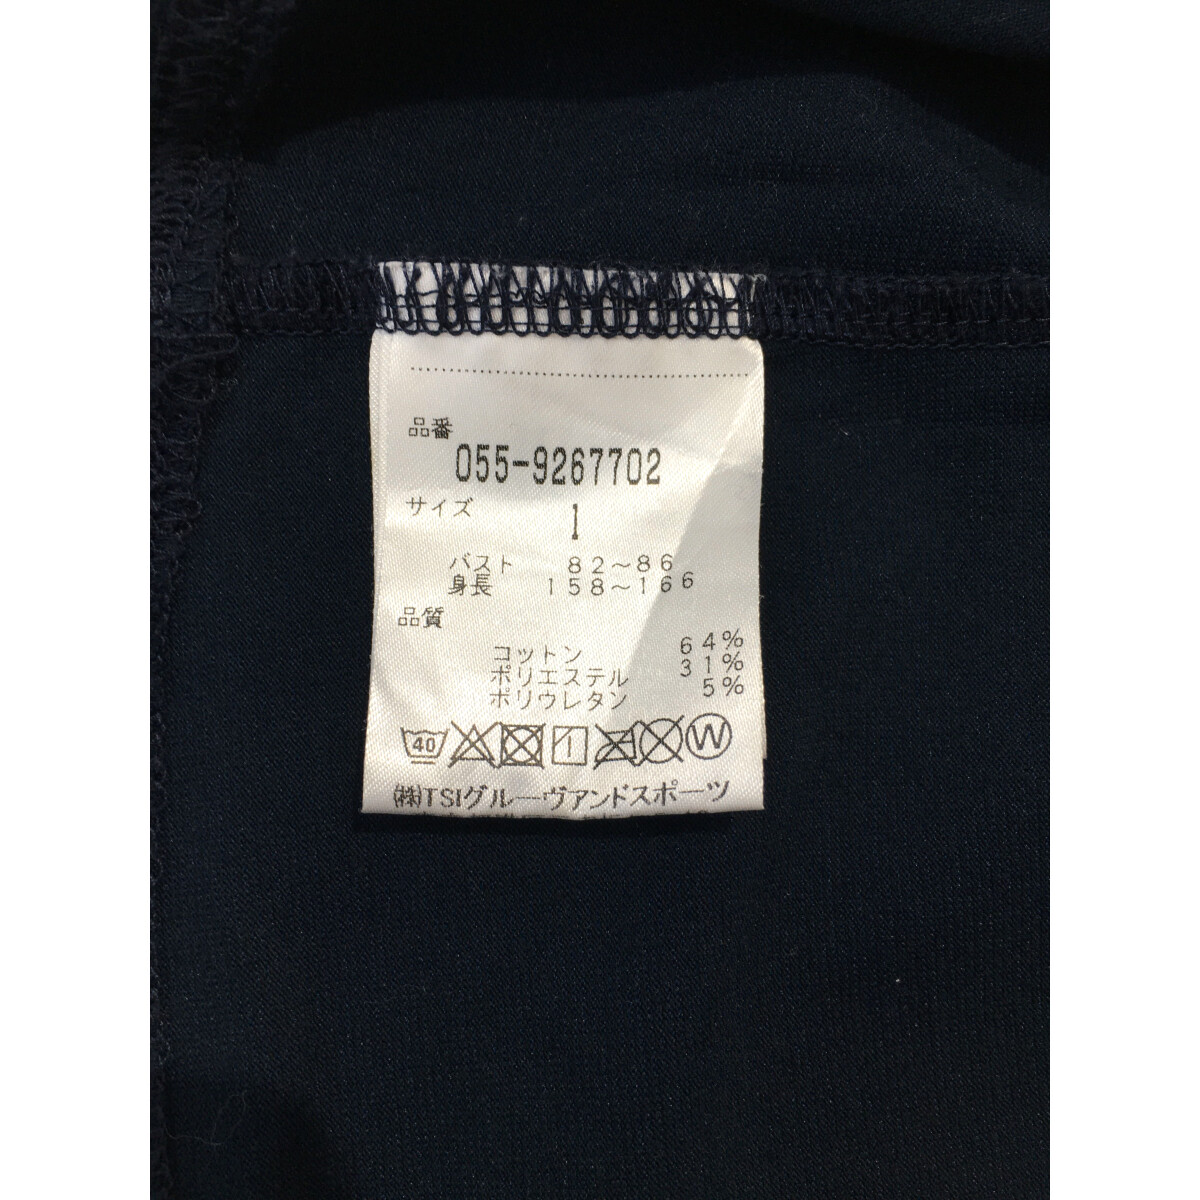 品番
055-9267702
サイズ 1
バスト 82～86
身長 158～166
品質
コットン 64%
ポリエステル 31%
ポリウレタン 5%
40 W
㈱TSIグルーヴアンドスポーツ